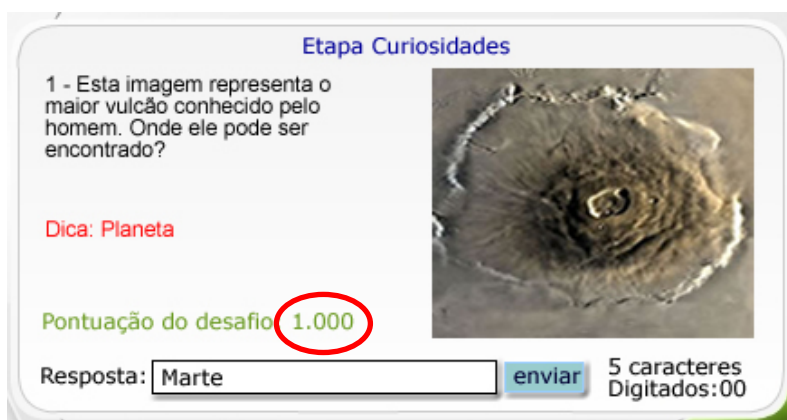 Etapa Curiosidades
1 - Esta imagem representa o
maior vulcão conhecido pelo
homem. Onde ele pode ser
encontrado?
Dica: Planeta
Pontuação do desafio 1.000
Resposta: Marte
enviar
5 caracteres
Digitados:00